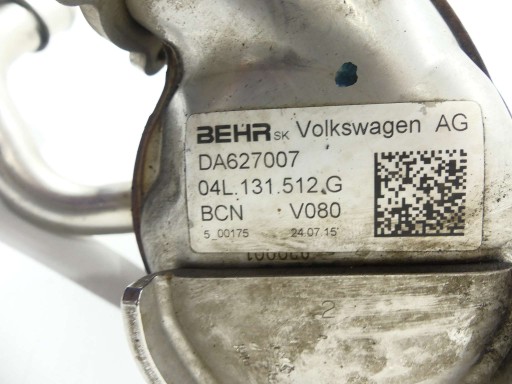 BEHR SK Volkswagen AG
DA627007
04L.131.512.G
BCN V080
5_00175 24.07.15'
2